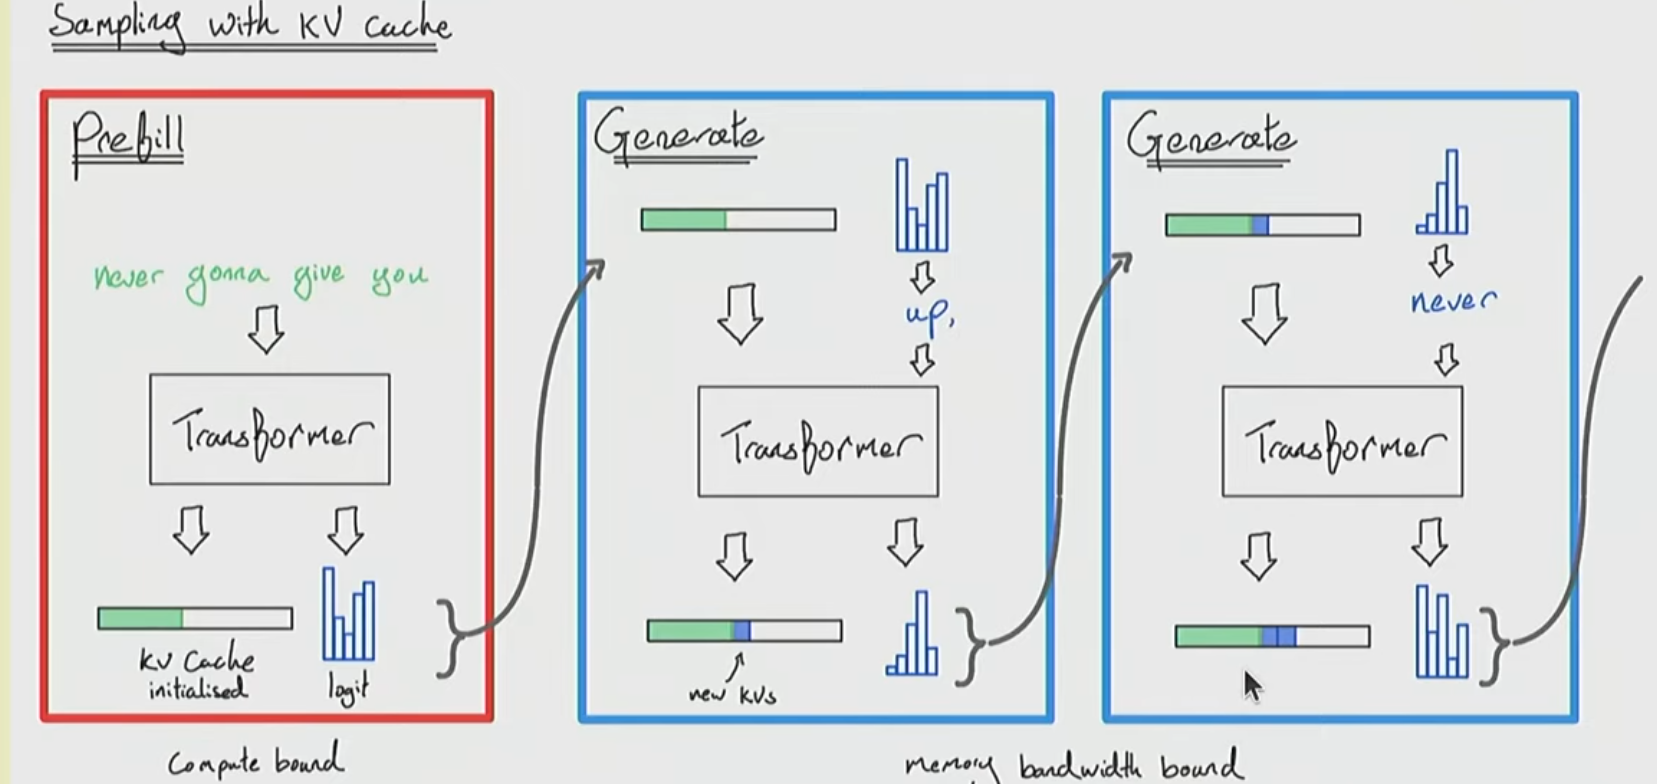 Sampling with KV Cache
Prefill
never gonna give you
Transformer
KV Cache
initialised
logit
Compute bound
Generate
up,
Transformer
new KVs
Generate
never
Transformer
memory bandwidth bound